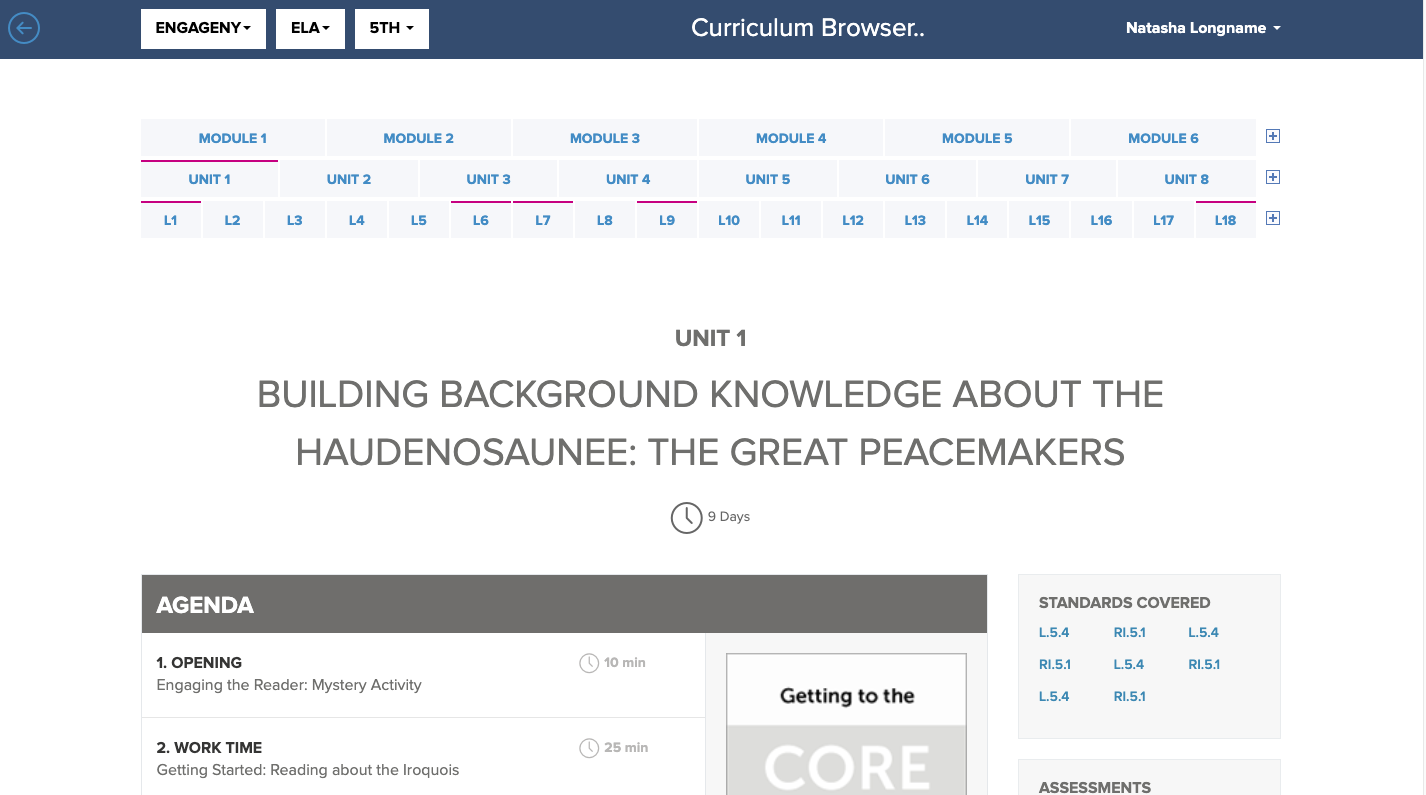 ENGAGENY ELA 5TH Curriculum Browser.. Natasha Longname
MODULE 1 MODULE 2 MODULE 3 MODULE 4 MODULE 5 MODULE 6
UNIT 1 UNIT 2 UNIT 3 UNIT 4 UNIT 5 UNIT 6 UNIT 7 UNIT 8
L1 L2 L3 L4 L5 L6 L7 L8 L9 L10 L11 L12 L13 L14 L15 L16 L17 L18
UNIT 1
BUILDING BACKGROUND KNOWLEDGE ABOUT THE
HAUDENOSAUNEE: THE GREAT PEACEMAKERS
9 Days
AGENDA
1. OPENING 10 min
Engaging the Reader: Mystery Activity
2. WORK TIME 25 min
Getting Started: Reading about the Iroquois
Getting to the
CORE
STANDARDS COVERED
L.5.4 RI.5.1 L.5.4
RI.5.1 L.5.4 RI.5.1
L.5.4 RI.5.1
ASSESSMENTS